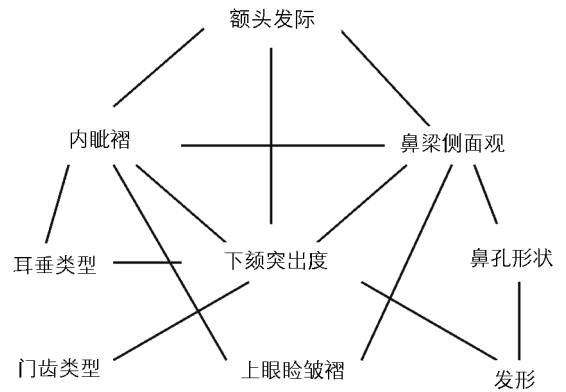 额头发际
内眦褶
鼻梁侧面观
耳垂类型
下颏突出度
鼻孔形状
门齿类型
上眼睑皱褶
发形